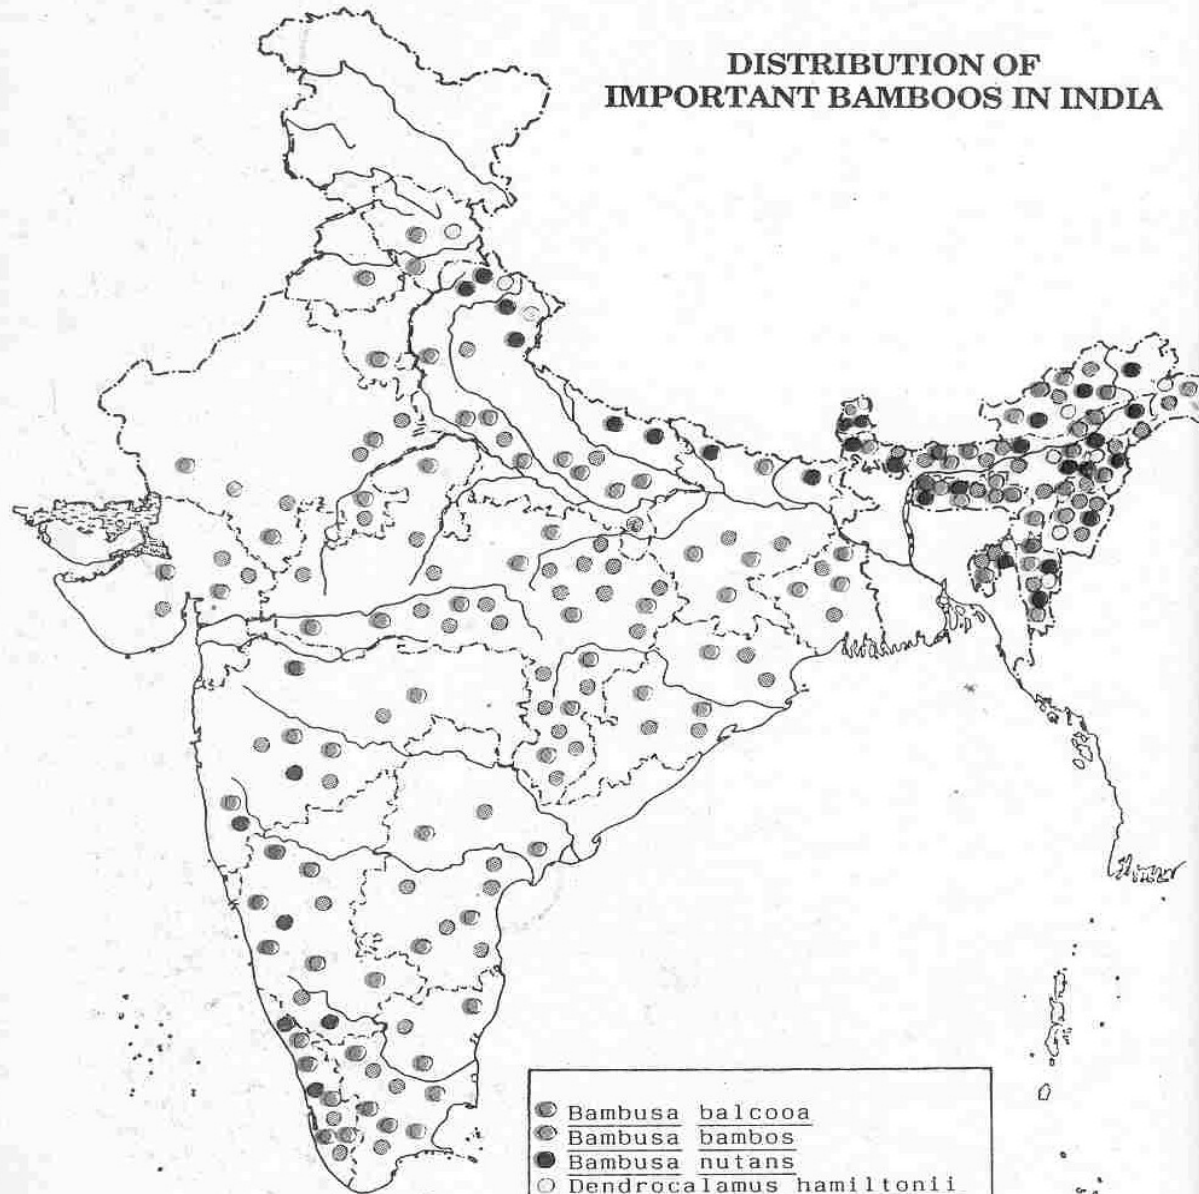 DISTRIBUTION OF
IMPORTANT BAMBOOS IN INDIA
Bambusa balcooa
Bambusa bambos
Bambusa nutans
Dendrocalamus hamiltonii